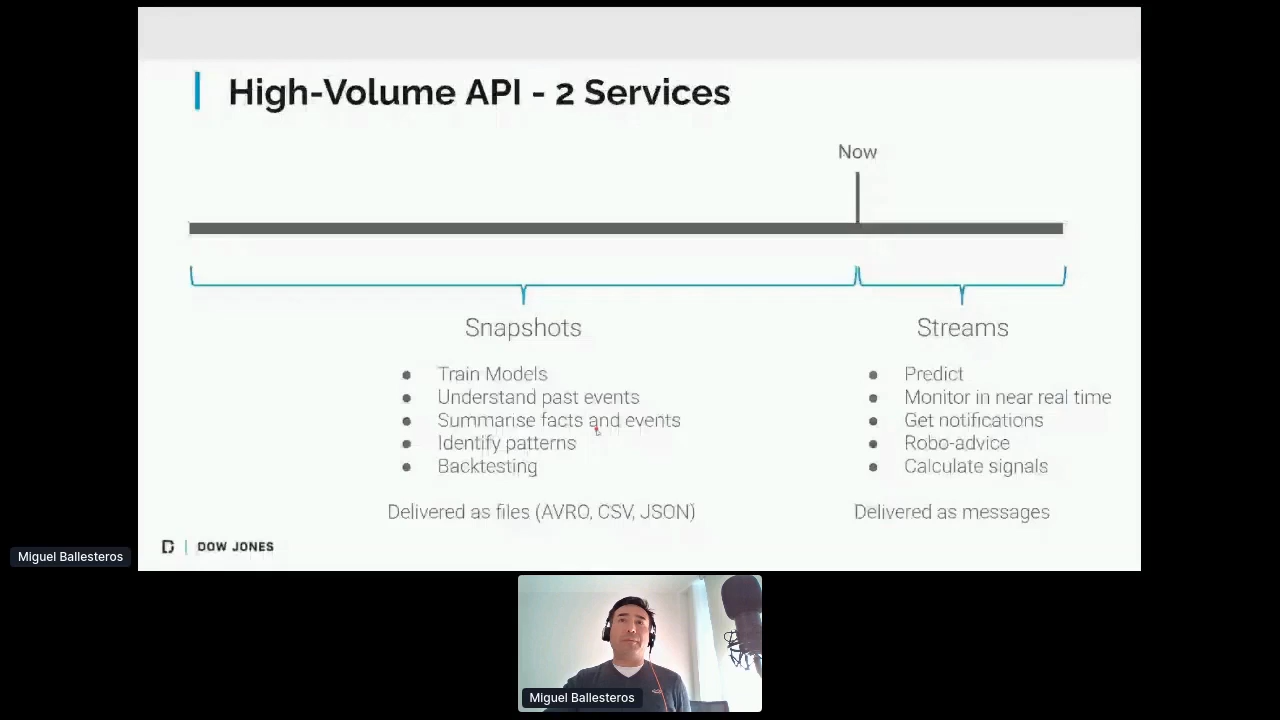 High-Volume API - 2 Services
Now
Snapshots
Train Models
Understand past events
Summarise facts and events
Identify patterns
Backtesting
Delivered as files (AVRO, CSV, JSON)
Streams
Predict
Monitor in near real time
Get notifications
Robo-advice
Calculate signals
Delivered as messages
DOW JONES
Miguel Ballesteros
Miguel Ballesteros